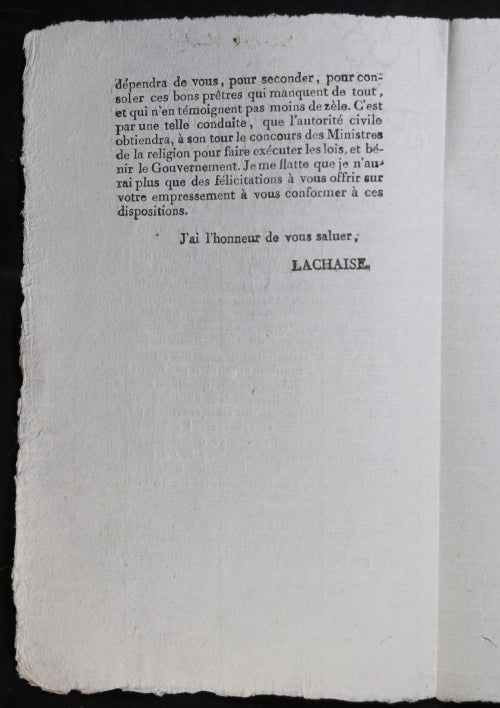 dépendra de vous, pour seconder, pour con-
soler ces bons prêtres qui manquent de tout,
et qui n'en témoignent pas moins de zèle. C'est
par une telle conduite, que l'autorité civile
obtiendra, à son tour le concours des Ministres
de la religion pour faire exécuter les lois, et bé-
nir le Gouvernement. Je me flatte que je n'au-
rai plus que des félicitations à vous offrir sur
votre empressement à vous conformer à ces
dispositions.
J'ai l'honneur de vous saluer,
LACHAISE.